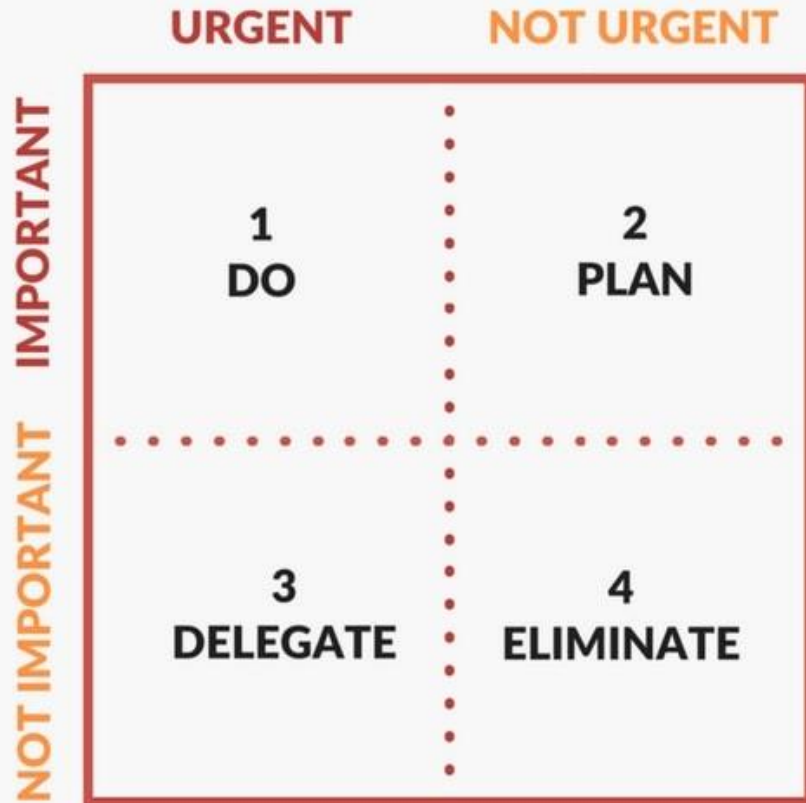 URGENT NOT URGENT
IMPORTANT
1
DO
2
PLAN
NOT IMPORTANT
3
DELEGATE
4
ELIMINATE